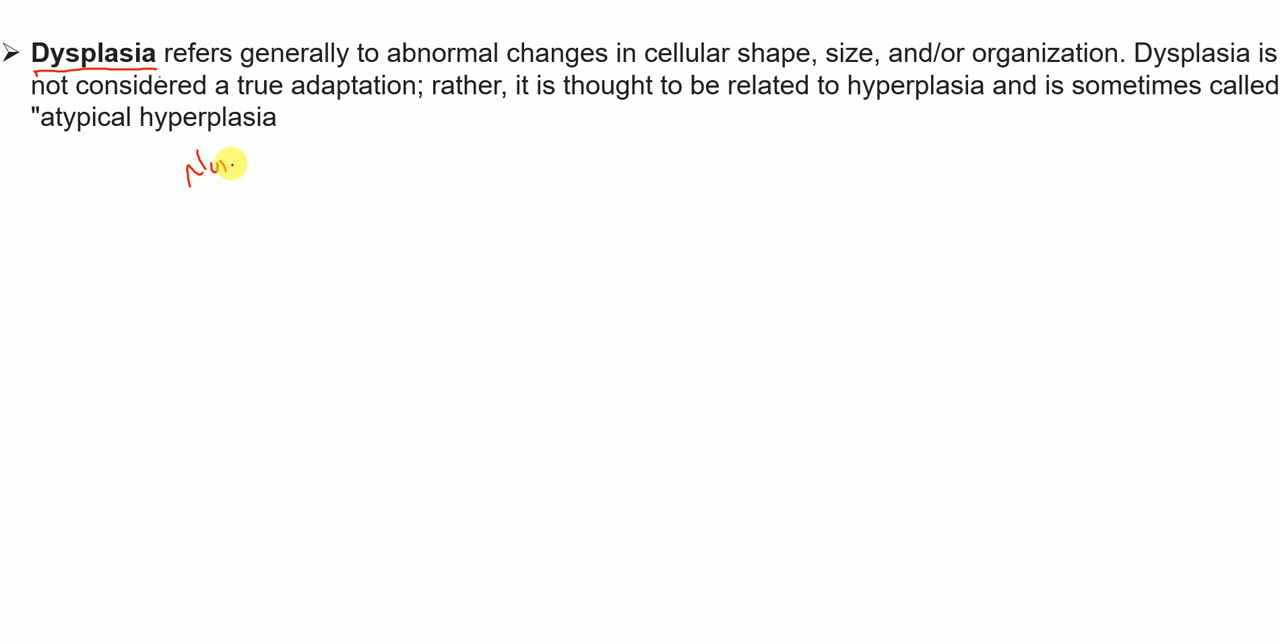 ➢ Dysplasia refers generally to abnormal changes in cellular shape, size, and/or organization. Dysplasia is
not considered a true adaptation; rather, it is thought to be related to hyperplasia and is sometimes called
"atypical hyperplasia